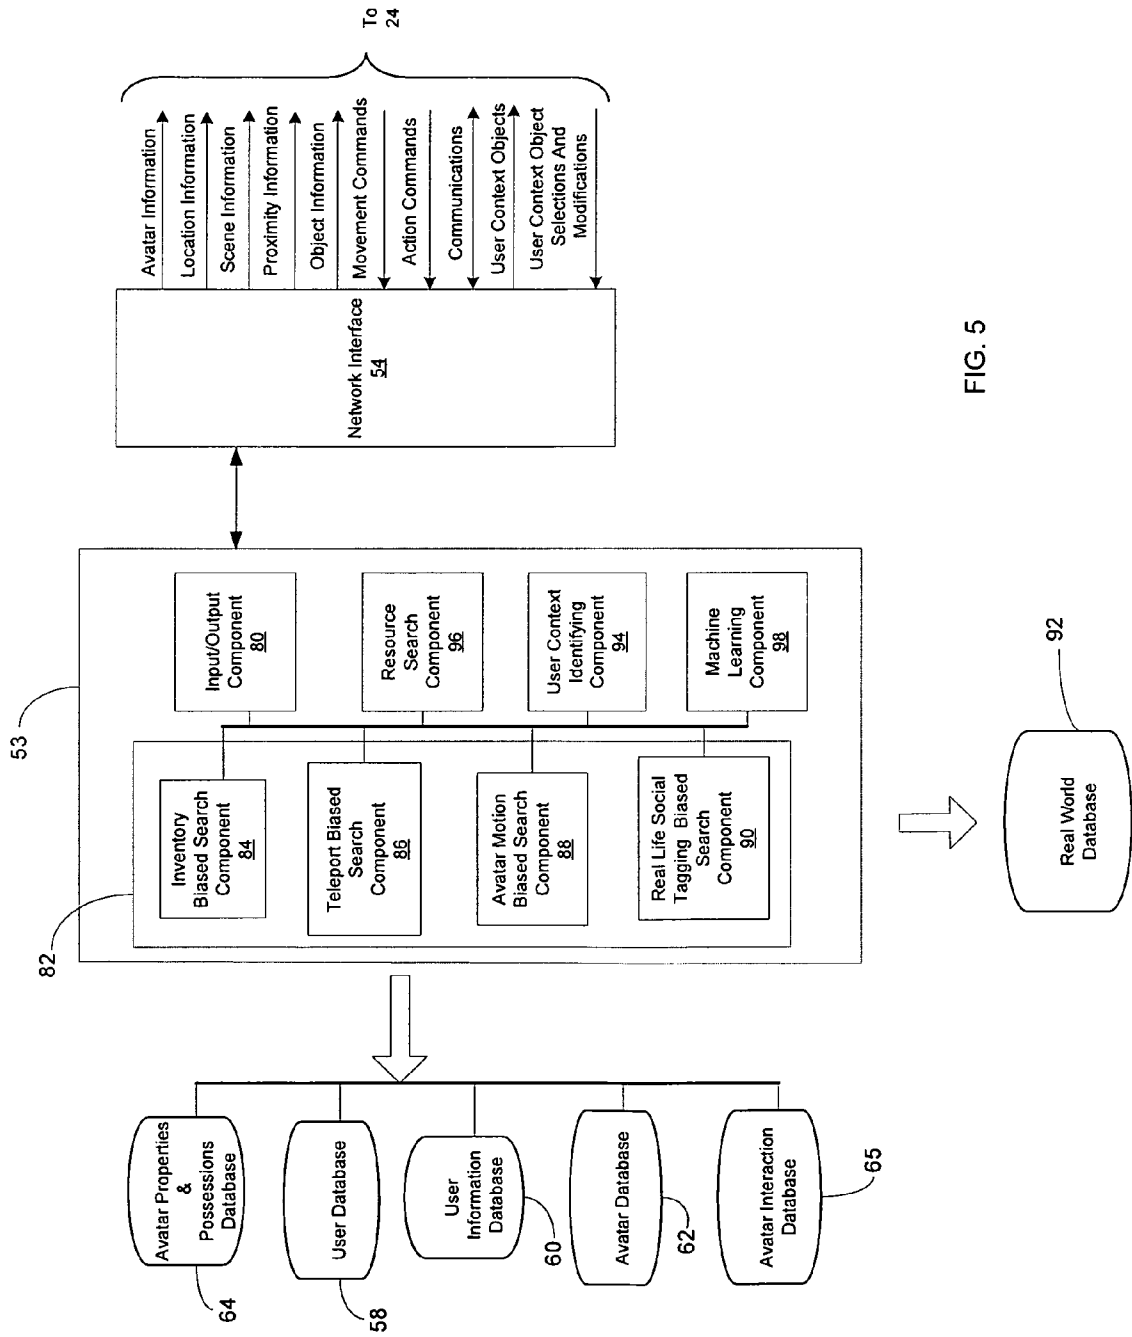 64
Avatar Properties
&
Possessions
Database
58
User Database
60
User
Information
Database
62
Avatar Database
65
Avatar Interaction
Database
82
53
Inventory
Biased Search
Component
84
Teleport Biased
Search
Component
86
Avatar Motion
Biased Search
Component
88
Real Life Social
Tagging Biased
Search
Component
90
Input/Output
Component
80
Resource
Search
Component
96
User Context
Identifying
Component
94
Machine
Learning
Component
98
92
Real World
Database
Network Interface
54
Avatar Information
Location Information
Scene Information
Proximity Information
Object Information
Movement Commands
Action Commands
Communications
User Context Objects
User Context Object
Selections And
Modifications
To
24
FIG. 5